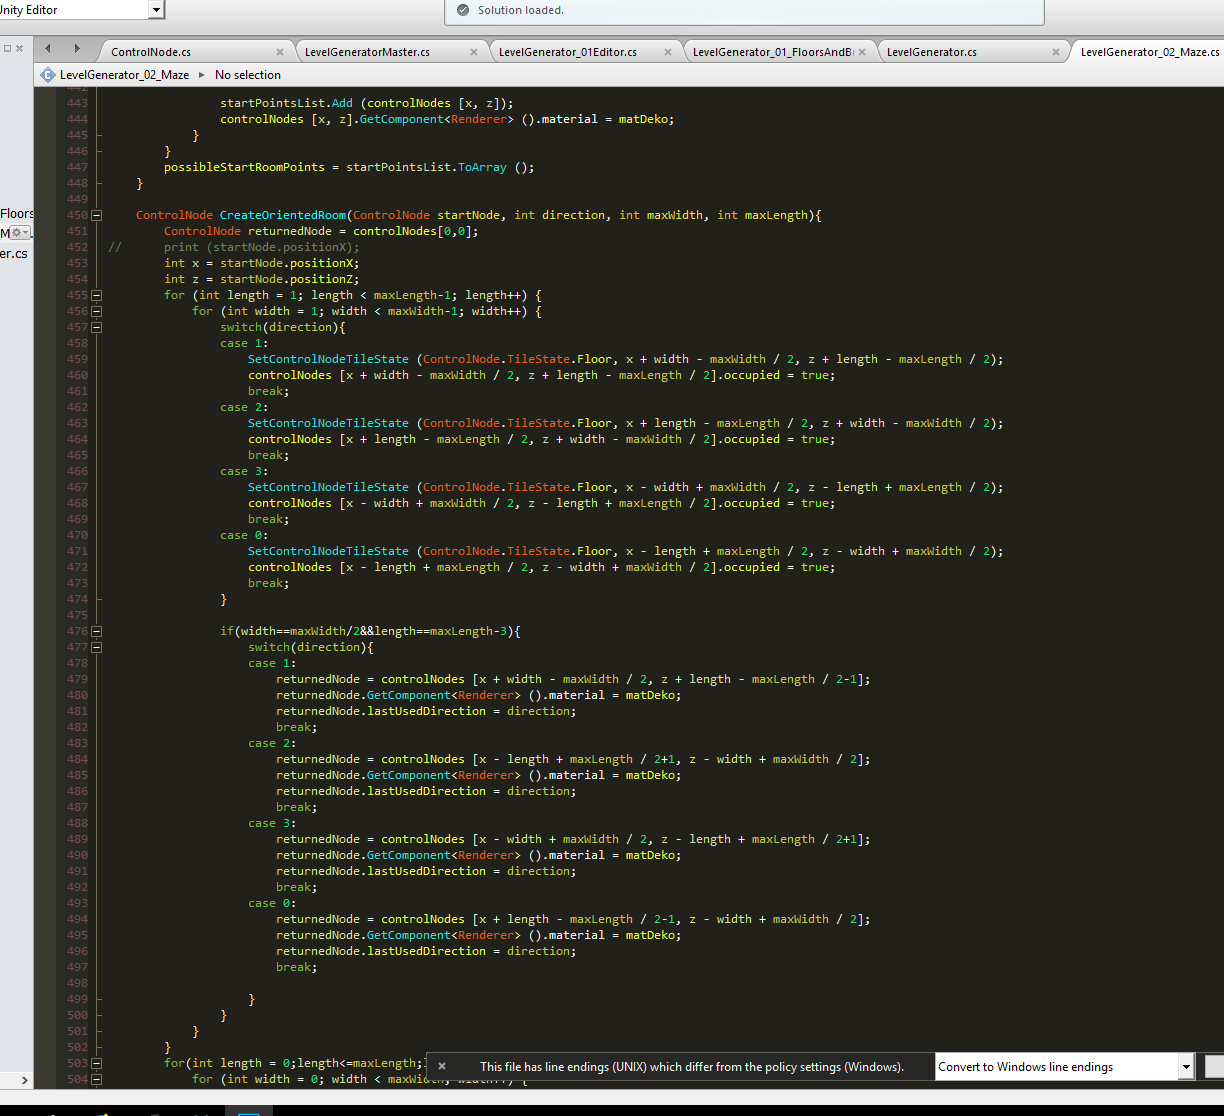 Unity Editor
Solution loaded.
ControlNode.cs
LevelGeneratorMaster.cs
LevelGenerator_01Editor.cs
LevelGenerator_01_FloorsAndB
LevelGenerator.cs
LevelGenerator_02_Maze.cs
LevelGenerator_02_Maze ▸ No selection
Floors
M
er.cs
442
443 startPointsList.Add (controlNodes [x, z]);
444 controlNodes [x, z].GetComponent<Renderer> ().material = matDeko;
445 }
446 }
447 possibleStartRoomPoints = startPointsList.ToArray ();
448 }
449
450 ControlNode CreateOrientedRoom(ControlNode startNode, int direction, int maxWidth, int maxLength){
451 ControlNode returnedNode = controlNodes[0,0];
452 // print (startNode.positionX);
453 int x = startNode.positionX;
454 int z = startNode.positionZ;
455 for (int length = 1; length < maxLength-1; length++) {
456 for (int width = 1; width < maxWidth-1; width++) {
457 switch(direction){
458 case 1:
459 SetControlNodeTileState (ControlNode.TileState.Floor, x + width - maxWidth / 2, z + length - maxLength / 2);
460 controlNodes [x + width - maxWidth / 2, z + length - maxLength / 2].occupied = true;
461 break;
462 case 2:
463 SetControlNodeTileState (ControlNode.TileState.Floor, x + length - maxLength / 2, z + width - maxWidth / 2);
464 controlNodes [x + length - maxLength / 2, z + width - maxWidth / 2].occupied = true;
465 break;
466 case 3:
467 SetControlNodeTileState (ControlNode.TileState.Floor, x - width + maxWidth / 2, z - length + maxLength / 2);
468 controlNodes [x - width + maxWidth / 2, z - length + maxLength / 2].occupied = true;
469 break;
470 case 0:
471 SetControlNodeTileState (ControlNode.TileState.Floor, x - length + maxLength / 2, z - width + maxWidth / 2);
472 controlNodes [x - length + maxLength / 2, z - width + maxWidth / 2].occupied = true;
473 break;
474 }
475
476 if(width==maxWidth/2&&length==maxLength-3){
477 switch(direction){
478 case 1:
479 returnedNode = controlNodes [x + width - maxWidth / 2, z + length - maxLength / 2-1];
480 returnedNode.GetComponent<Renderer> ().material = matDeko;
481 returnedNode.lastUsedDirection = direction;
482 break;
483 case 2:
484 returnedNode = controlNodes [x - length + maxLength / 2+1, z - width + maxWidth / 2];
485 returnedNode.GetComponent<Renderer> ().material = matDeko;
486 returnedNode.lastUsedDirection = direction;
487 break;
488 case 3:
489 returnedNode = controlNodes [x - width + maxWidth / 2, z - length + maxLength / 2+1];
490 returnedNode.GetComponent<Renderer> ().material = matDeko;
491 returnedNode.lastUsedDirection = direction;
492 break;
493 case 0:
494 returnedNode = controlNodes [x + length - maxLength / 2-1, z - width + maxWidth / 2];
495 returnedNode.GetComponent<Renderer> ().material = matDeko;
496 returnedNode.lastUsedDirection = direction;
497 break;
498
499 }
500 }
501 }
502 }
503 for(int length = 0;length<=maxLength;
504 for (int width = 0; width < maxWidth; width++) {
This file has line endings (UNIX) which differ from the policy settings (Windows).
Convert to Windows line endings